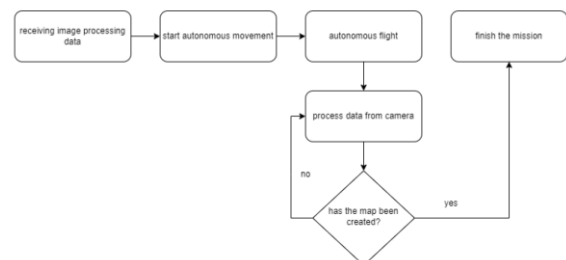 receiving image processing
data
start autonomous movement
autonomous flight
finish the mission
process data from camera
no
has the map been
created?
yes